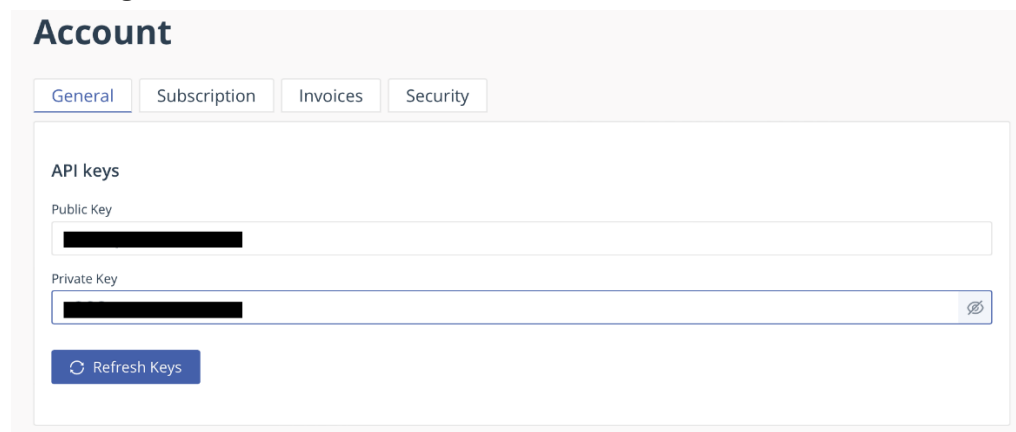 Account
General Subscription Invoices Security
API keys
Public Key
Private Key
Refresh Keys